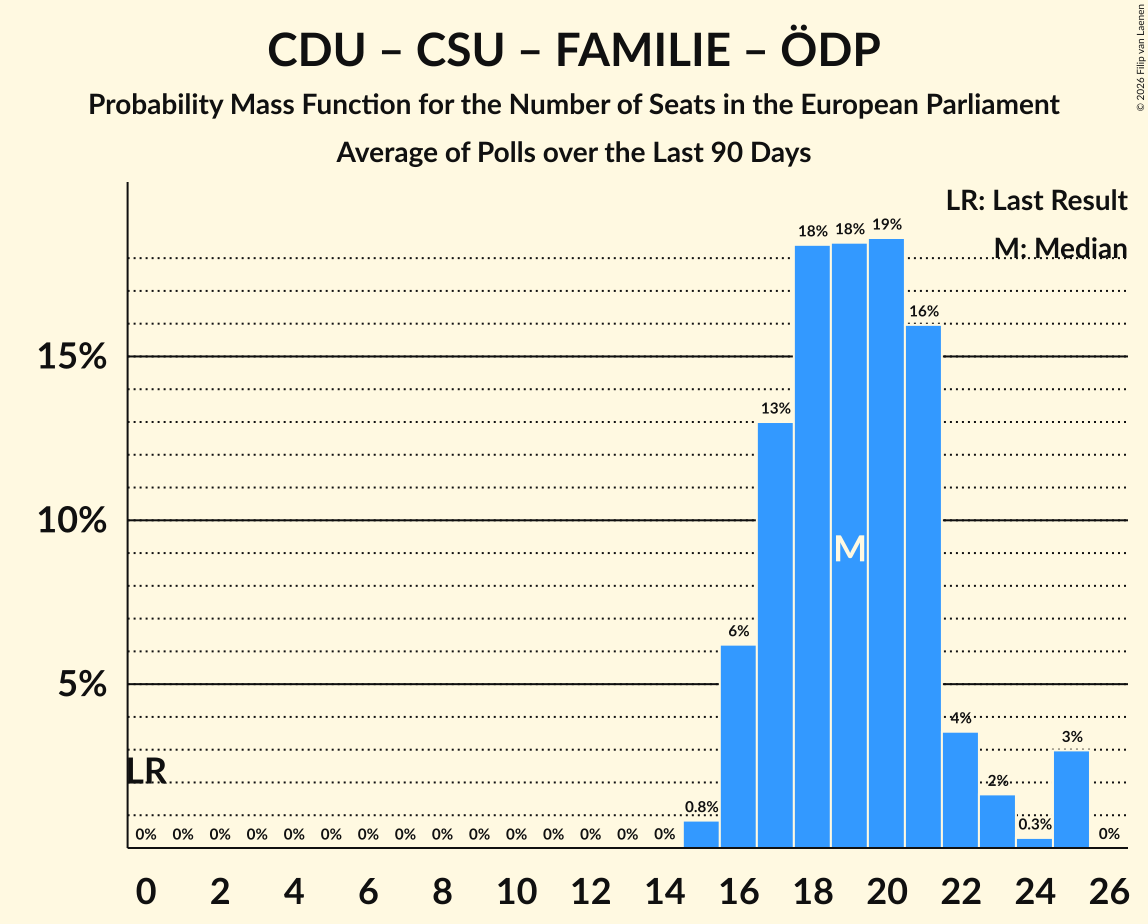 CDU – CSU – FAMILIE – ÖDP
Probability Mass Function for the Number of Seats in the European Parliament
Average of Polls over the Last 90 Days
© 2026 Filip van Laenen
LR: Last Result
M: Median
15%
10%
5%
LR
M
0% 0% 0% 0% 0% 0% 0% 0% 0% 0% 0% 0% 0% 0% 0% 0.8% 6% 13% 18% 18% 19% 16% 4% 2% 0.3% 3% 0%
0 2 4 6 8 10 12 14 16 18 20 22 24 26